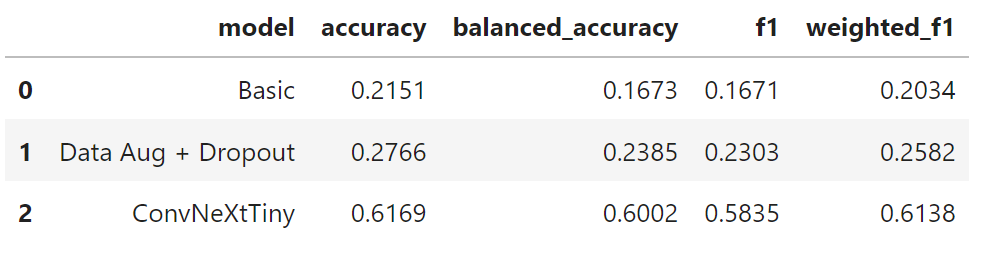 model accuracy balanced_accuracy f1 weighted_f1
0 Basic 0.2151 0.1673 0.1671 0.2034
1 Data Aug + Dropout 0.2766 0.2385 0.2303 0.2582
2 ConvNeXtTiny 0.6169 0.6002 0.5835 0.6138